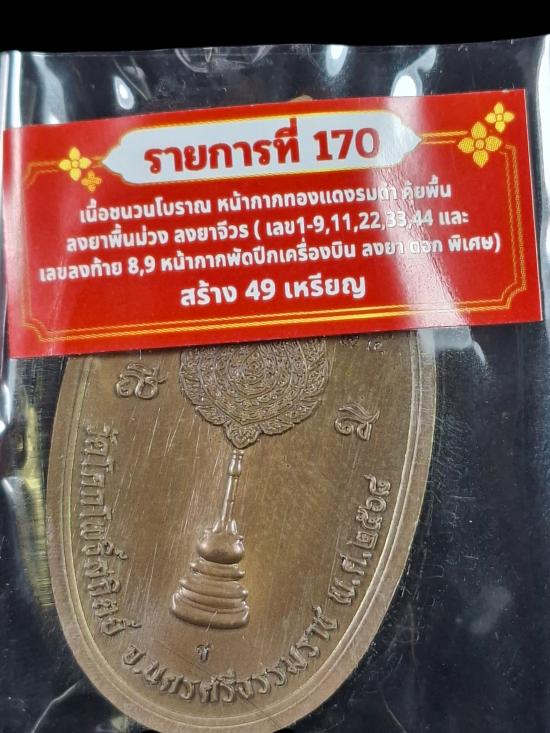 รายการที่ 170
เนื้อชนวนโบราณ หน้ากากทองแดงรมดำ คุ้ยพื้น
ลงยาพื้นม่วง ลงยาจีวร ( เลข1-9,11,22,33,44 และ
เลขลงท้าย 8,9 หน้ากากพัดปีกเครื่องบิน ลงยา ตอก พิเศษ)
สร้าง 49 เหรียญ
วัดโคกโพธิ์สถิตย์ จ.นครศรีธรรมราช พ.ศ.๒๕๖๘